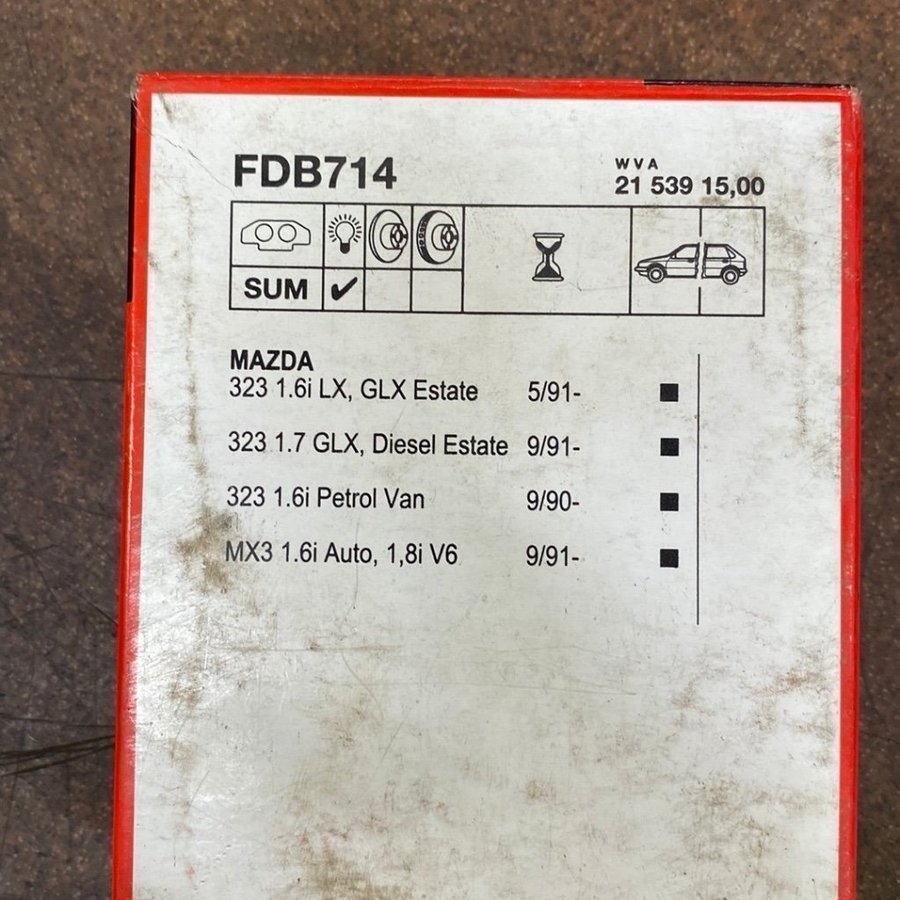 FDB714
WVA
21 539 15,00
SUM ✔
MAZDA
323 1.6i LX, GLX Estate 5/91-
323 1.7 GLX, Diesel Estate 9/91-
323 1.6i Petrol Van 9/90-
MX3 1.6i Auto, 1,8i V6 9/91-